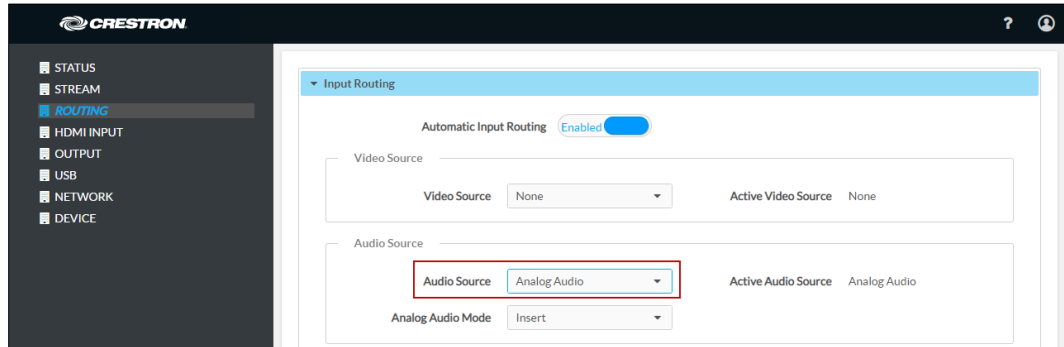 CRESTRON.
?
STATUS
STREAM
ROUTING
HDMI INPUT
OUTPUT
USB
NETWORK
DEVICE
Input Routing
Automatic Input Routing Enabled
Video Source
Video Source None Active Video Source None
Audio Source
Audio Source Analog Audio Active Audio Source Analog Audio
Analog Audio Mode Insert